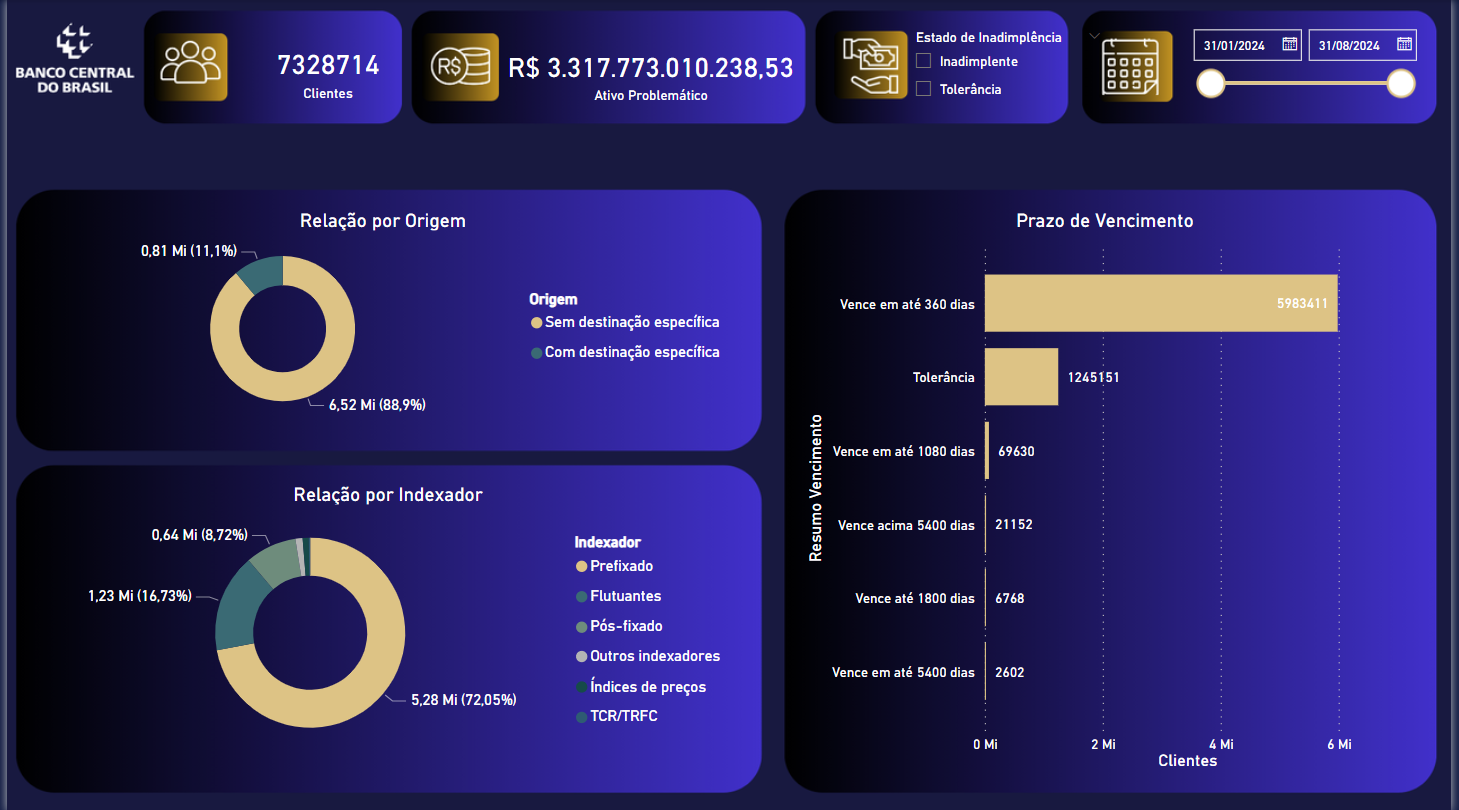 BANCO CENTRAL
DO BRASIL
7328714
Clientes
R$
R$ 3.317.773.010.238,53
Ativo Problemático
Estado de Inadimplência
Inadimplente
Tolerância
31/01/2024
31/08/2024
Relação por Origem
0,81 Mi (11,1%)
6,52 Mi (88,9%)
Origem
Sem destinação específica
Com destinação específica
Relação por Indexador
0,64 Mi (8,72%)
1,23 Mi (16,73%)
5,28 Mi (72,05%)
Indexador
Prefixado
Flutuantes
Pós-fixado
Outros indexadores
Índices de preços
TCR/TRFC
Prazo de Vencimento
Resumo Vencimento
Vence em até 360 dias
5983411
Tolerância
1245151
Vence em até 1080 dias
69630
Vence acima 5400 dias
21152
Vence até 1800 dias
6768
Vence em até 5400 dias
2602
0 Mi
2 Mi
4 Mi
6 Mi
Clientes